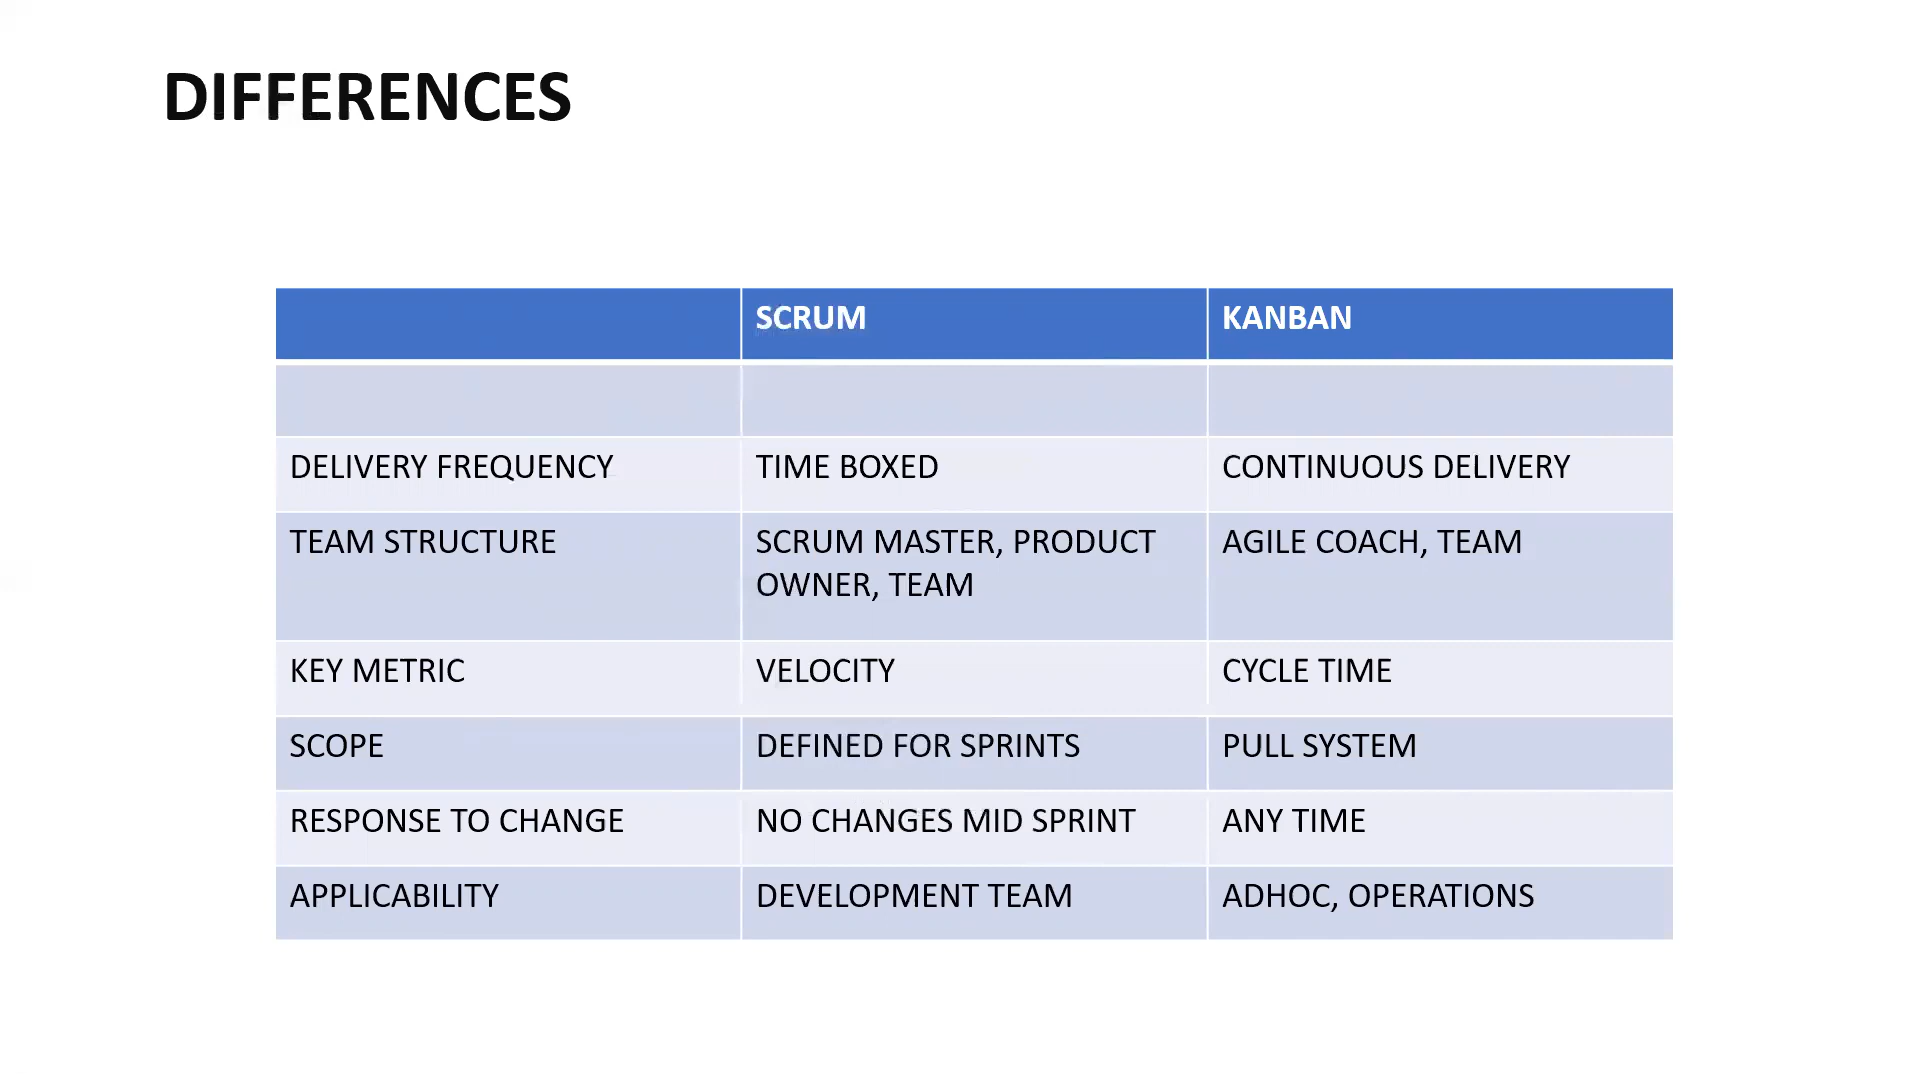 DIFFERENCES
SCRUM
KANBAN
DELIVERY FREQUENCY
TIME BOXED
CONTINUOUS DELIVERY
TEAM STRUCTURE
SCRUM MASTER, PRODUCT
OWNER, TEAM
AGILE COACH, TEAM
KEY METRIC
VELOCITY
CYCLE TIME
SCOPE
DEFINED FOR SPRINTS
PULL SYSTEM
RESPONSE TO CHANGE
NO CHANGES MID SPRINT
ANY TIME
APPLICABILITY
DEVELOPMENT TEAM
ADHOC, OPERATIONS